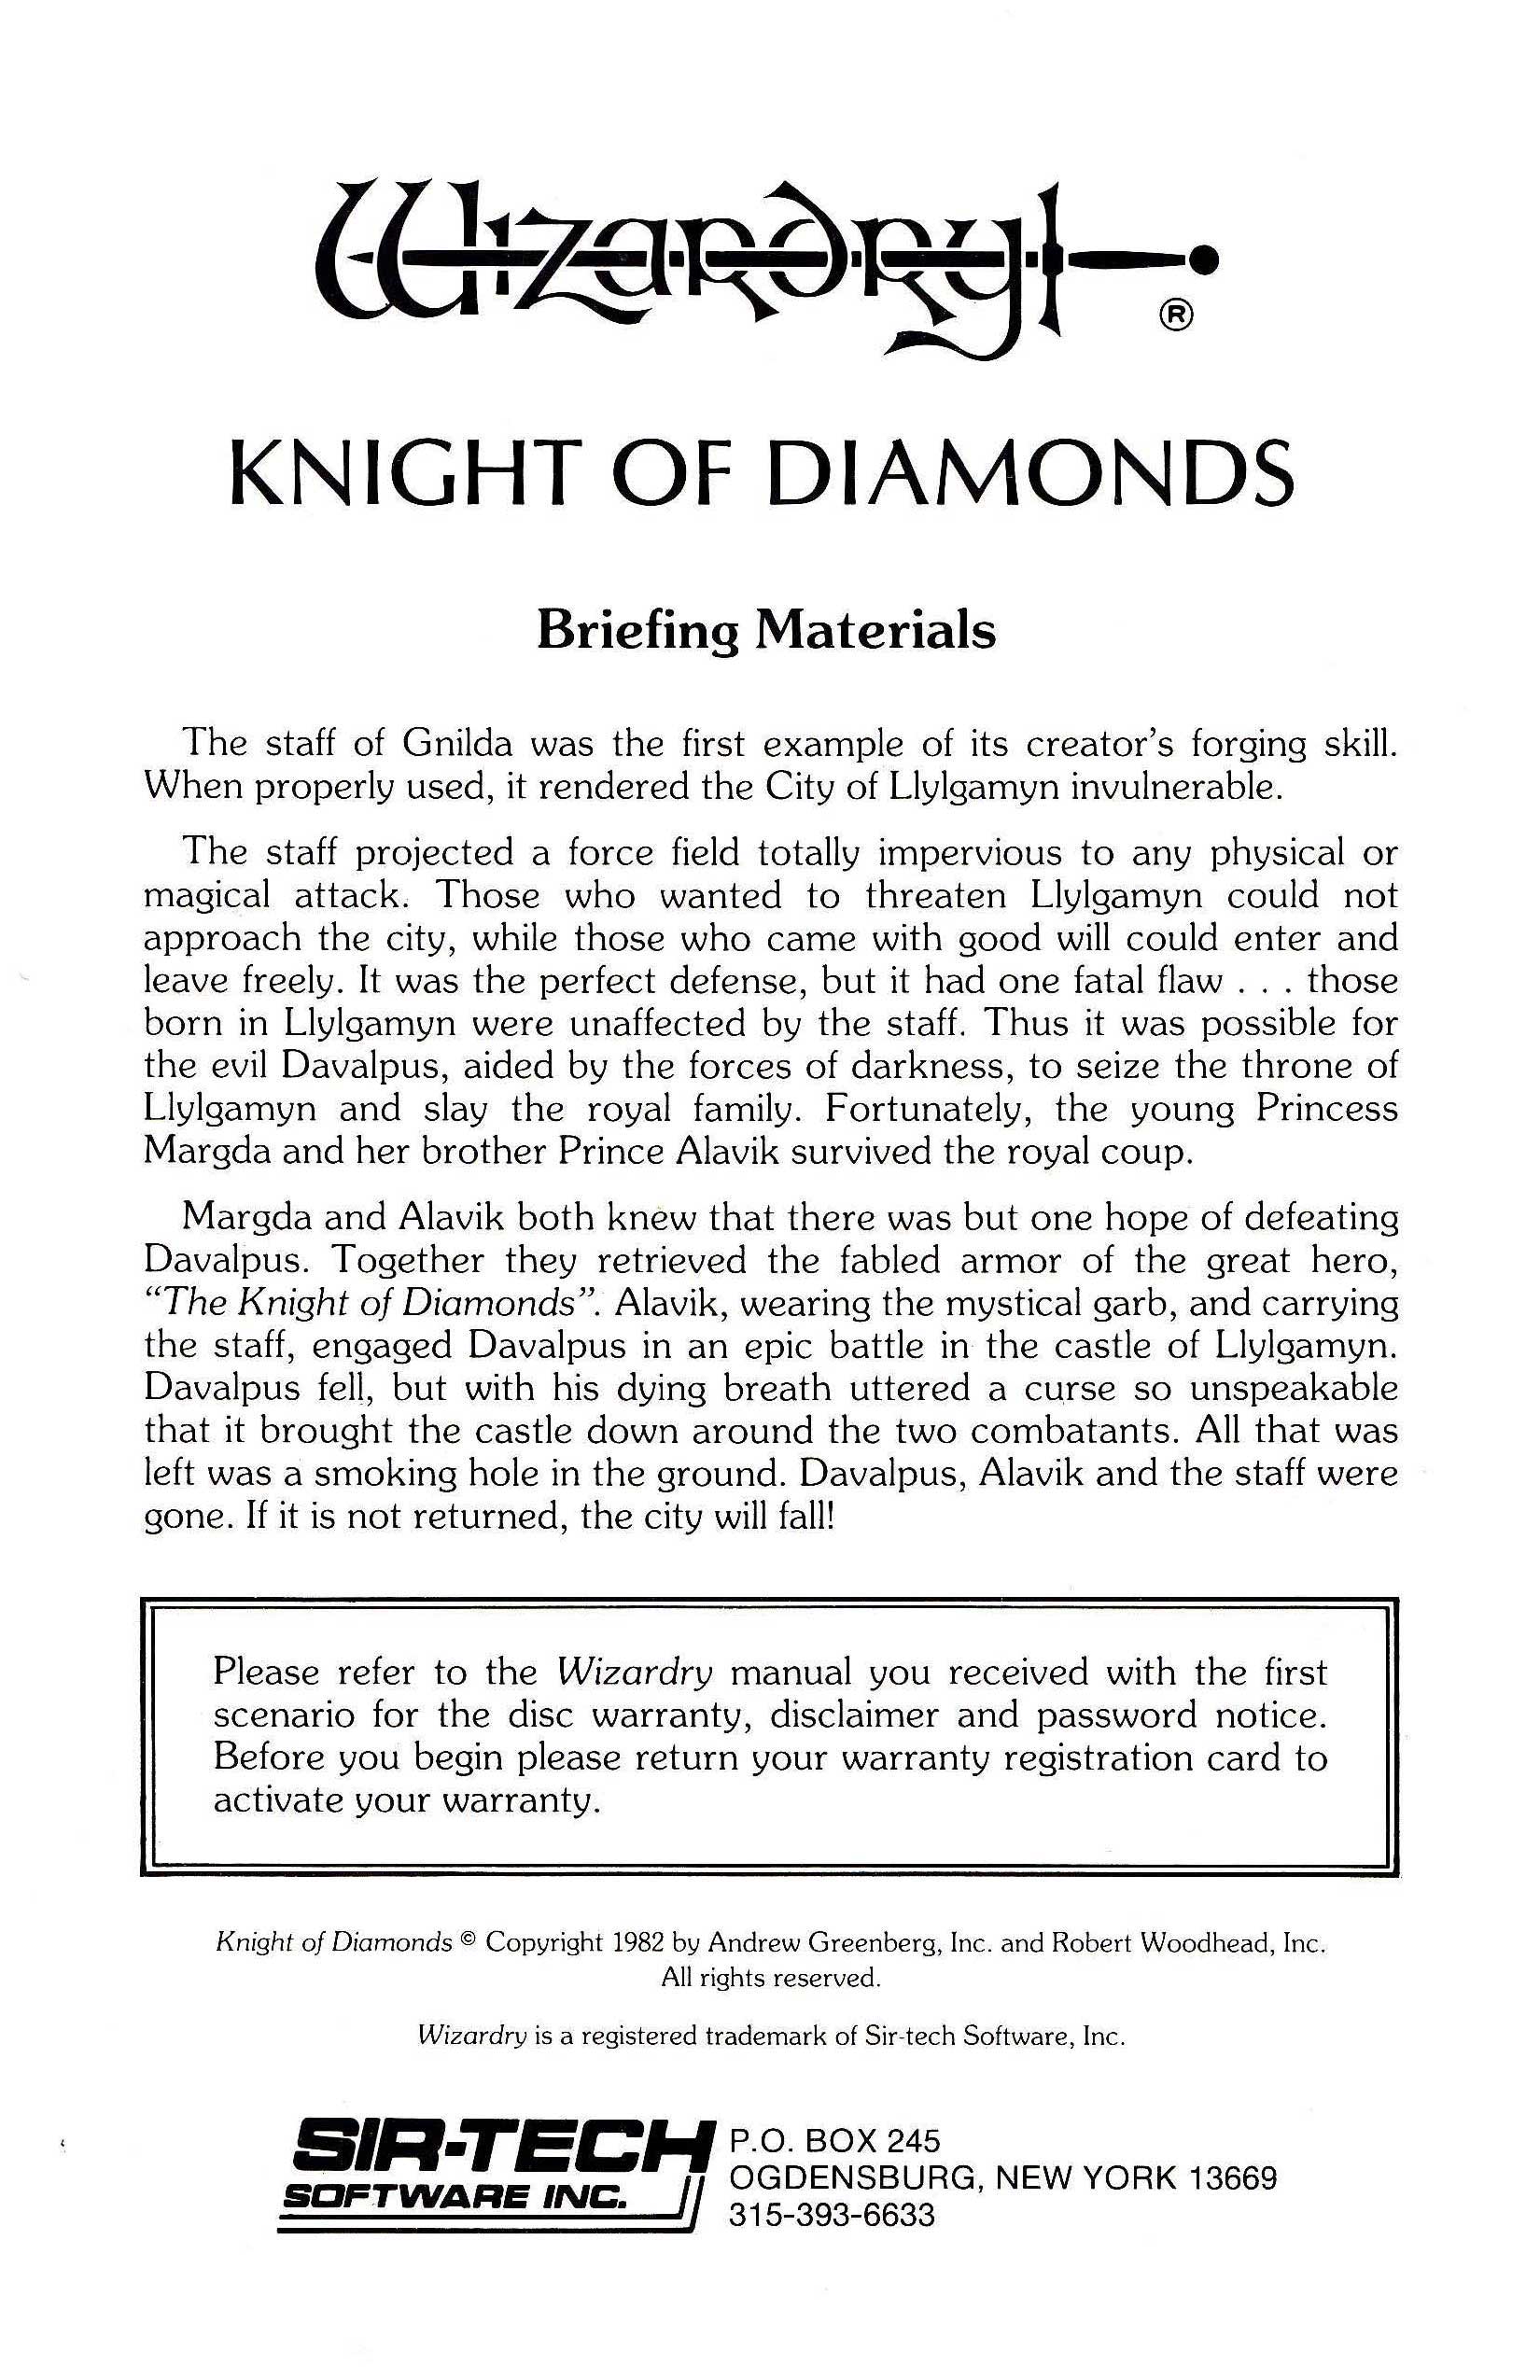 Wizardry
®
KNIGHT OF DIAMONDS
Briefing Materials
The staff of Gnilda was the first example of its creator's forging skill.
When properly used, it rendered the City of Llylgamyn invulnerable.
The staff projected a force field totally impervious to any physical or
magical attack. Those who wanted to threaten Llylgamyn could not
approach the city, while those who came with good will could enter and
leave freely. It was the perfect defense, but it had one fatal flaw . . . those
born in Llylgamyn were unaffected by the staff. Thus it was possible for
the evil Davalpus, aided by the forces of darkness, to seize the throne of
Llylgamyn and slay the royal family. Fortunately, the young Princess
Margda and her brother Prince Alavik survived the royal coup.
Margda and Alavik both knew that there was but one hope of defeating
Davalpus. Together they retrieved the fabled armor of the great hero,
“The Knight of Diamonds”. Alavik, wearing the mystical garb, and carrying
the staff, engaged Davalpus in an epic battle in the castle of Llylgamyn.
Davalpus fell, but with his dying breath uttered a curse so unspeakable
that it brought the castle down around the two combatants. All that was
left was a smoking hole in the ground. Davalpus, Alavik and the staff were
gone. If it is not returned, the city will fall!
Please refer to the Wizardry manual you received with the first
scenario for the disc warranty, disclaimer and password notice.
Before you begin please return your warranty registration card to
activate your warranty.
Knight of Diamonds © Copyright 1982 by Andrew Greenberg, Inc. and Robert Woodhead, Inc.
All rights reserved.
Wizardry is a registered trademark of Sir-tech Software, Inc.
SIR-TECH
SOFTWARE INC.
P.O. BOX 245
OGDENSBURG, NEW YORK 13669
315-393-6633